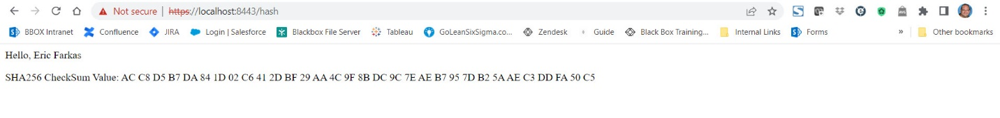 Not secure | https://localhost:8443/hash
BBOX Intranet Confluence JIRA Login | Salesforce Blackbox File Server Tableau GoLeanSixSigma.co... Zendesk Guide Black Box Training... Internal Links Forms » Other bookmarks
Hello, Eric Farkas
SHA256 CheckSum Value: AC C8 D5 B7 DA 84 1D 02 C6 41 2D BF 29 AA 4C 9F 8B DC 9C 7E AE B7 95 7D B2 5A AE C3 DD FA 50 C5